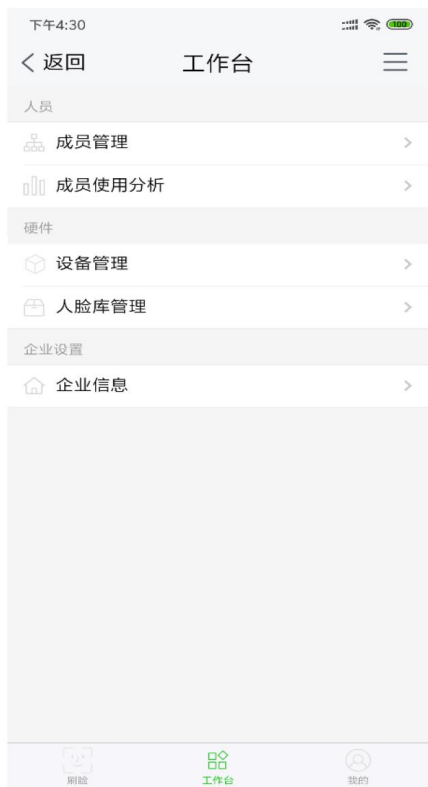 下午4:30
100
返回
工作台
人员
成员管理
成员使用分析
硬件
设备管理
人脸库管理
企业设置
企业信息
刷脸
工作台
我的